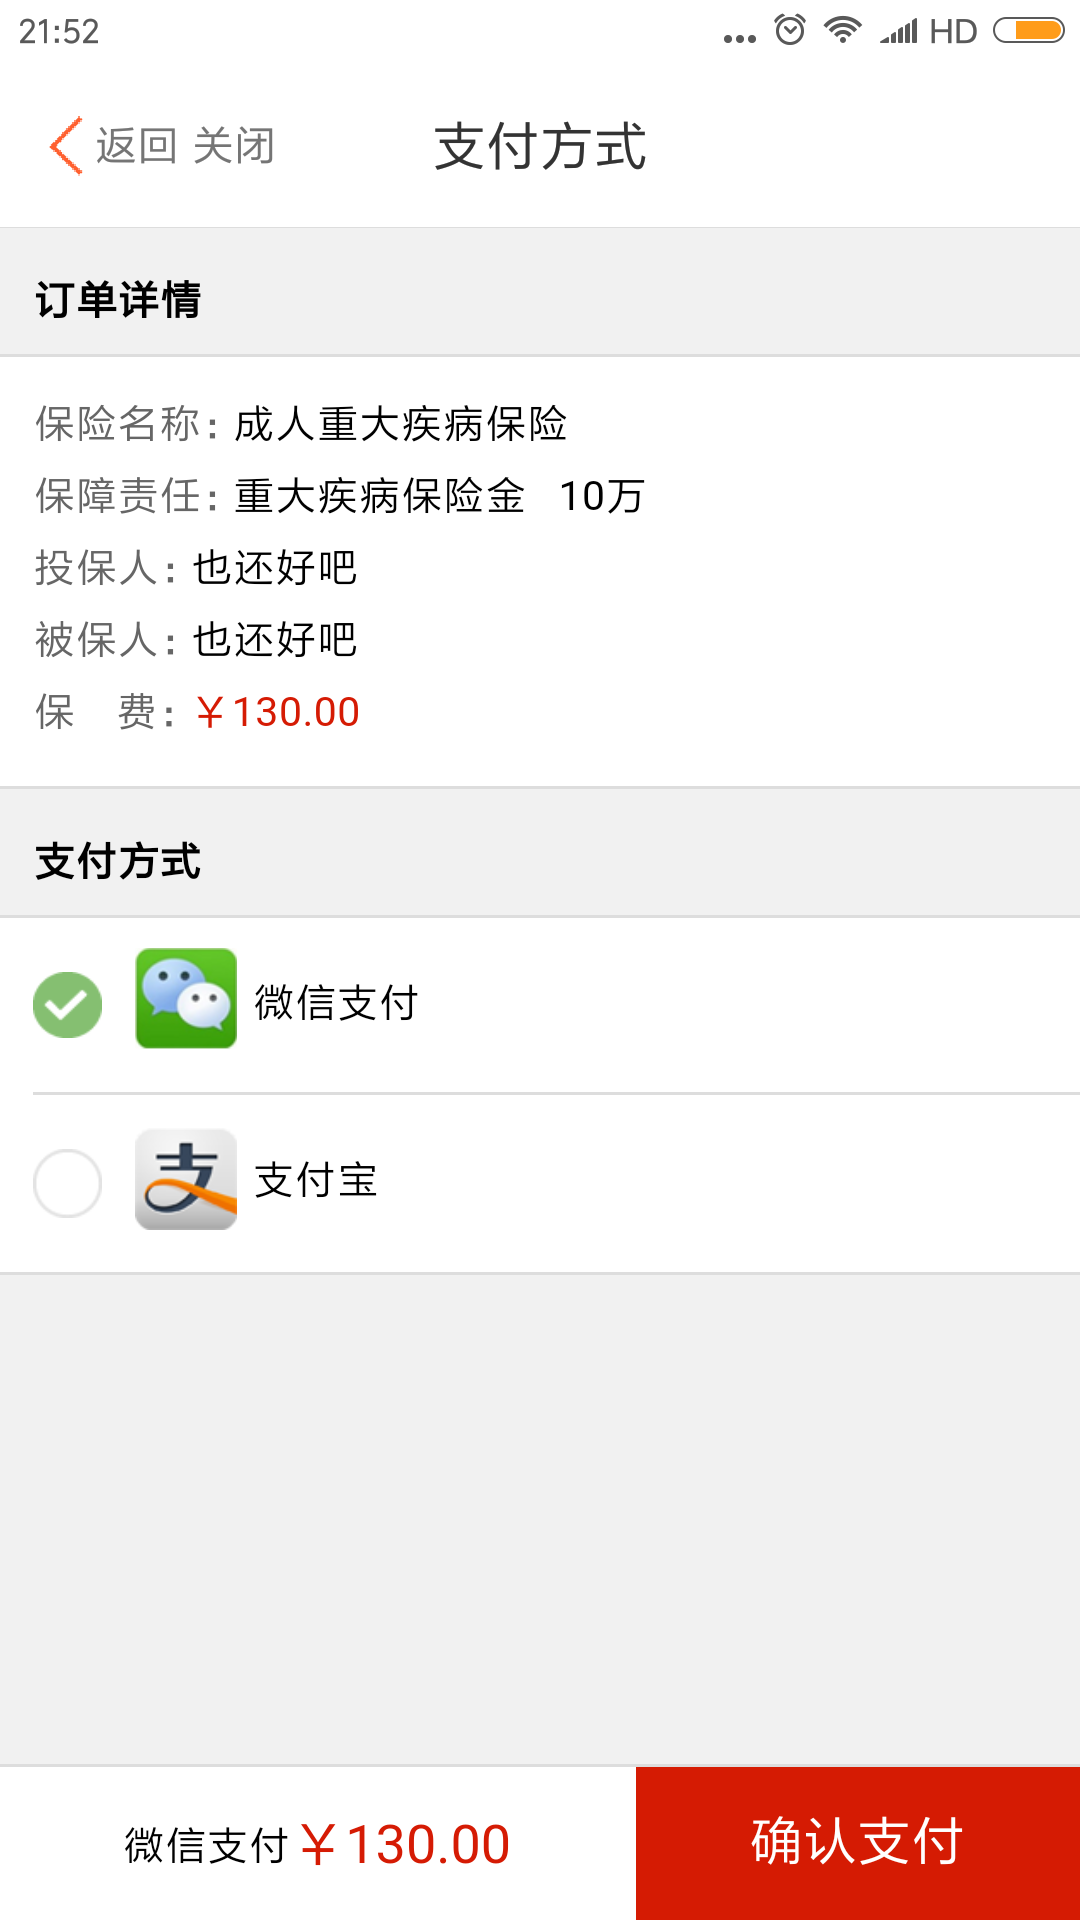 21:52 HD
返回 关闭 支付方式
订单详情
保险名称：成人重大疾病保险
保障责任：重大疾病保险金 10万
投保人：也还好吧
被保人：也还好吧
保 费：￥130.00
支付方式
微信支付
支付宝
微信支付￥130.00 确认支付